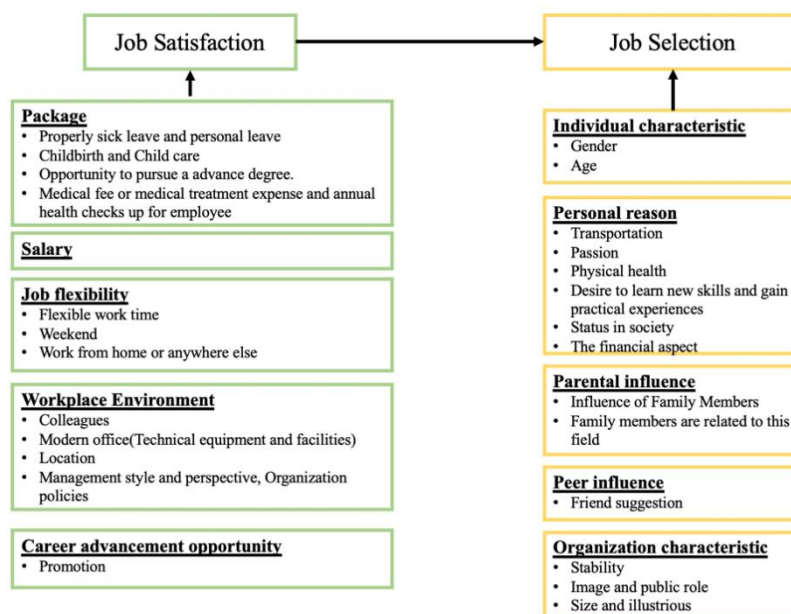 Job Satisfaction
Job Selection
Package
• Properly sick leave and personal leave
• Childbirth and Child care
• Opportunity to pursue a advance degree.
• Medical fee or medical treatment expense and annual
health checks up for employee
Salary
Job flexibility
• Flexible work time
• Weekend
• Work from home or anywhere else
Workplace Environment
• Colleagues
• Modern office(Technical equipment and facilities)
• Location
• Management style and perspective, Organization
policies
Career advancement opportunity
• Promotion
Individual characteristic
• Gender
• Age
Personal reason
• Transportation
• Passion
• Physical health
• Desire to learn new skills and gain
practical experiences
• Status in society
• The financial aspect
Parental influence
• Influence of Family Members
• Family members are related to this
field
Peer influence
• Friend suggestion
Organization characteristic
• Stability
• Image and public role
• Size and illustrious